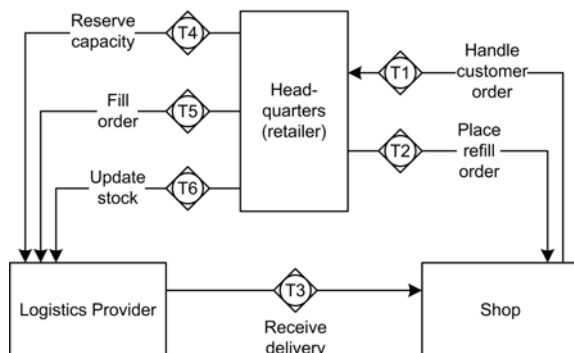 Reserve
capacity
T4
Fill
order
T5
Update
stock
T6
Head-
quarters
(retailer)
T1
Handle
customer
order
T2
Place
refill
order
Logistics Provider
T3
Receive
delivery
Shop